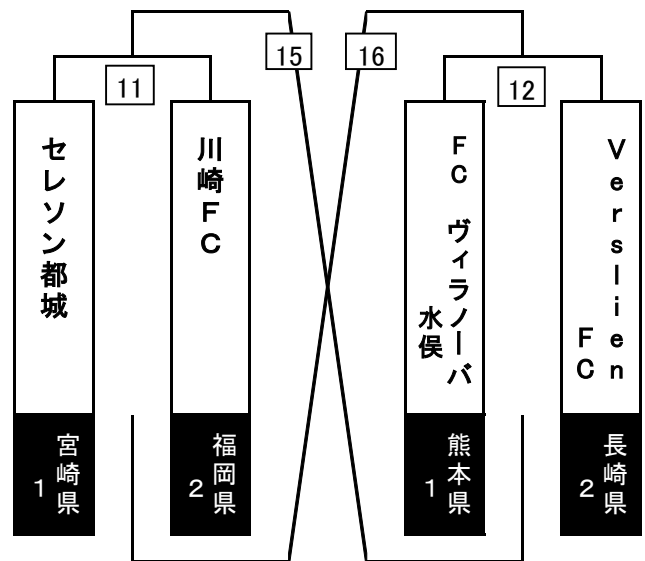 15
16
11
12
セレソン都城
川崎FC
FC ヴィラノーバ
水俣
Verslien
FC
宮崎県
1
福岡県
2
熊本県
1
長崎県
2